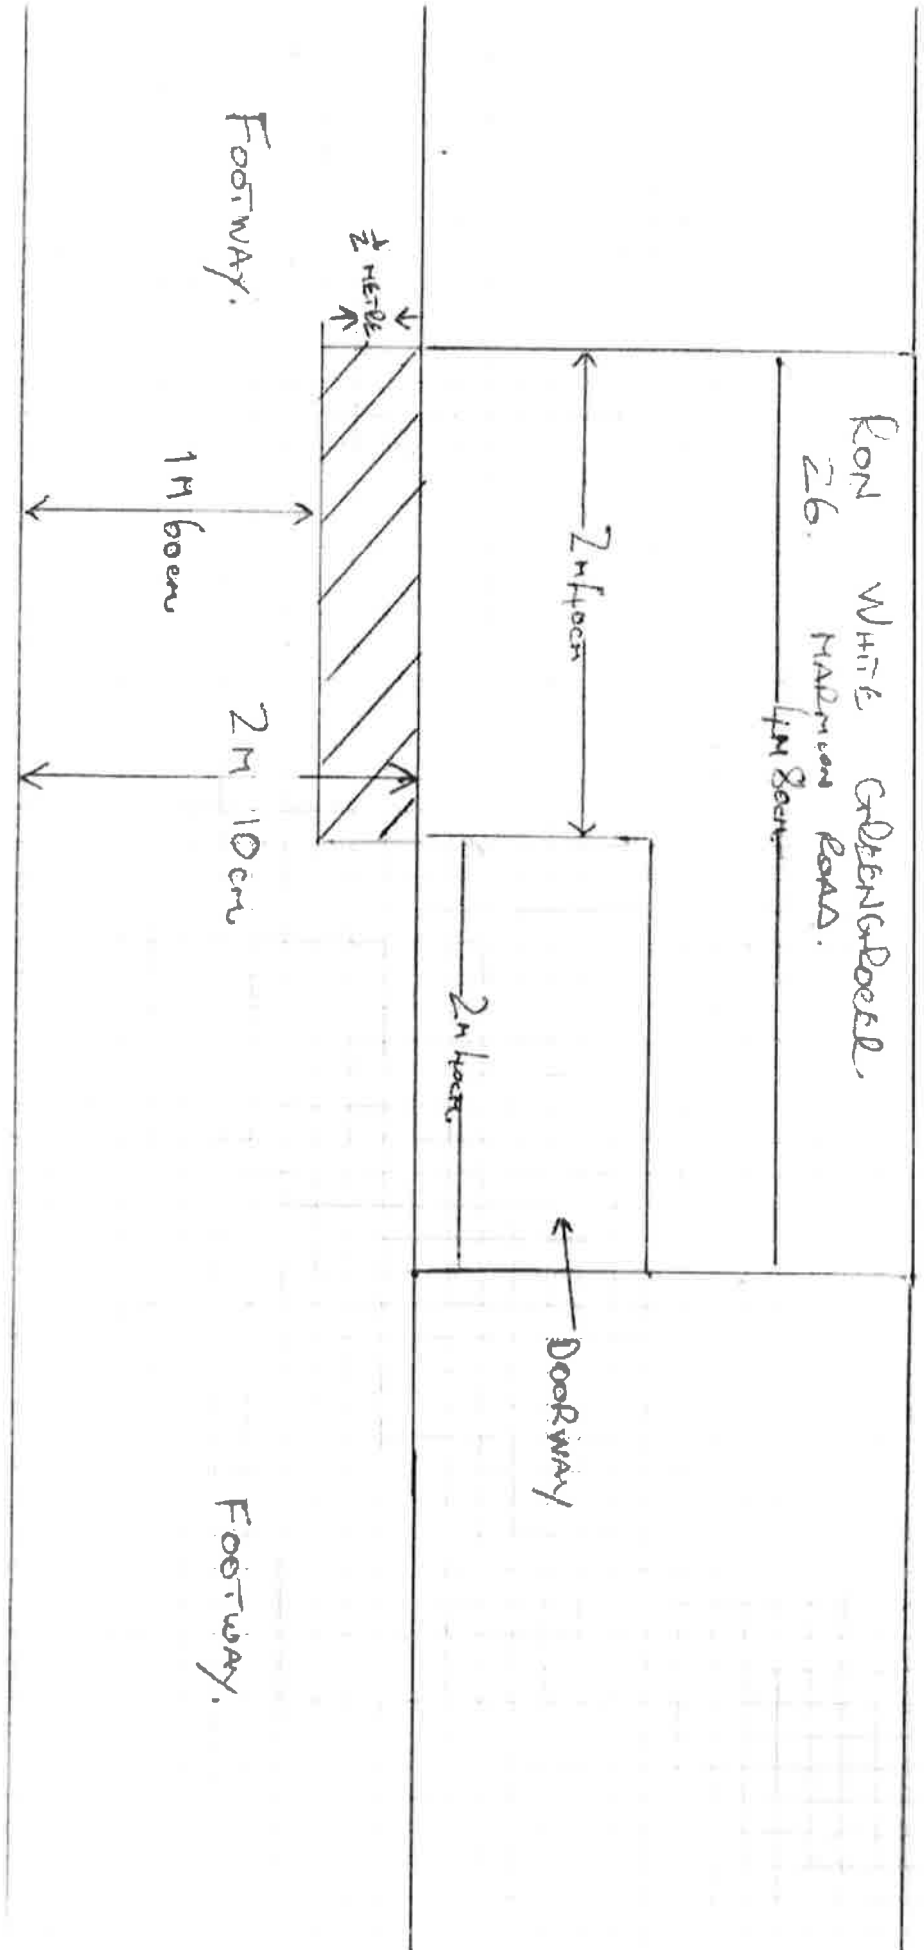 RON WHITE GREENGROCER.
26. MARMION ROAD.
4M 80cm
2M 40cm
2M 40cm
DOORWAY
½ METRE
FOOTWAY.
1M 60cm
2M 10cm
FOOTWAY.